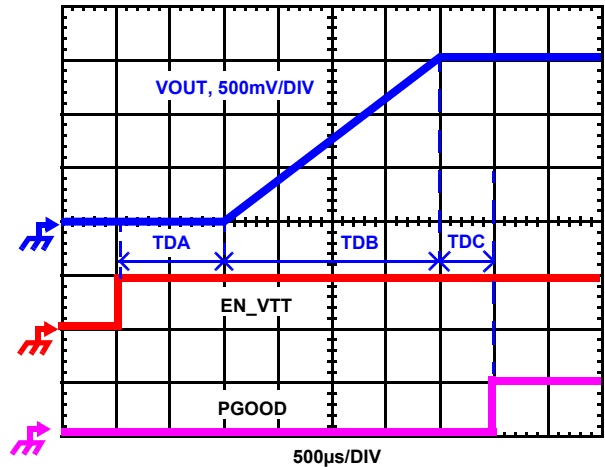 VOUT, 500mV/DIV
TDA
TDB
TDC
EN_VTT
PGOOD
500µs/DIV